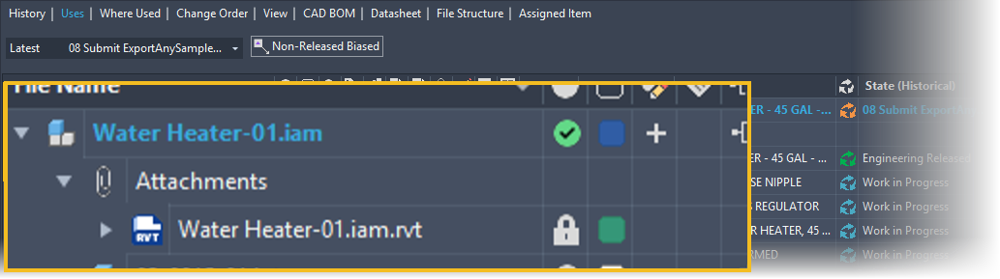 History | Uses | Where Used | Change Order | View | CAD BOM | Datasheet | File Structure | Assigned Item
Latest 08 Submit ExportAnySample... Non-Released Biased
File Name State (Historical)
Water Heater-01.iam ER - 45 GAL -... 08 Submit ExportAn
Attachments ER - 45 GAL -... Engineering Released
SE NIPPLE Work in Progress
REGULATOR Work in Progress
RVT Water Heater-01.iam.rvt R HEATER, 45 ... Work in Progress
RMED Work in Progress